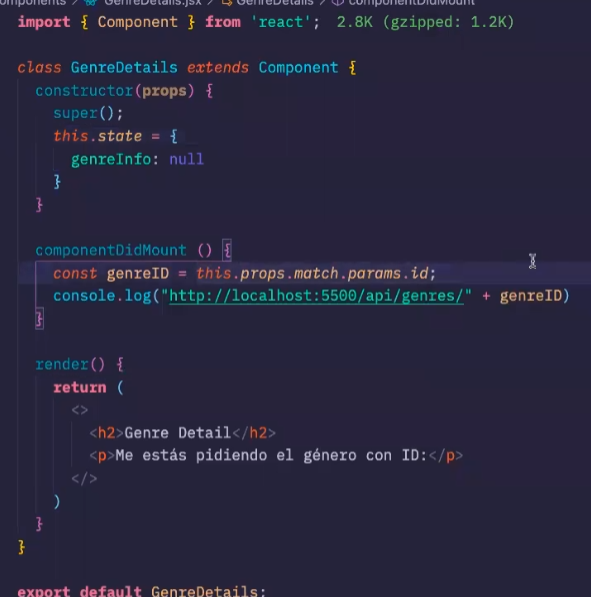 omponents > GenreDetails.jsx > GenreDetails > componentDidMount
import { Component } from 'react'; 2.8K (gzipped: 1.2K)
class GenreDetails extends Component {
constructor(props) {
super();
this.state = {
genreInfo: null
}
}
componentDidMount () {
const genreID = this.props.match.params.id;
console.log("http://localhost:5500/api/genres/" + genreID)
}
render() {
return (
<>
<h2>Genre Detail</h2>
<p>Me estás pidiendo el género con ID:</p>
</>
)
}
}
export default GenreDetails;